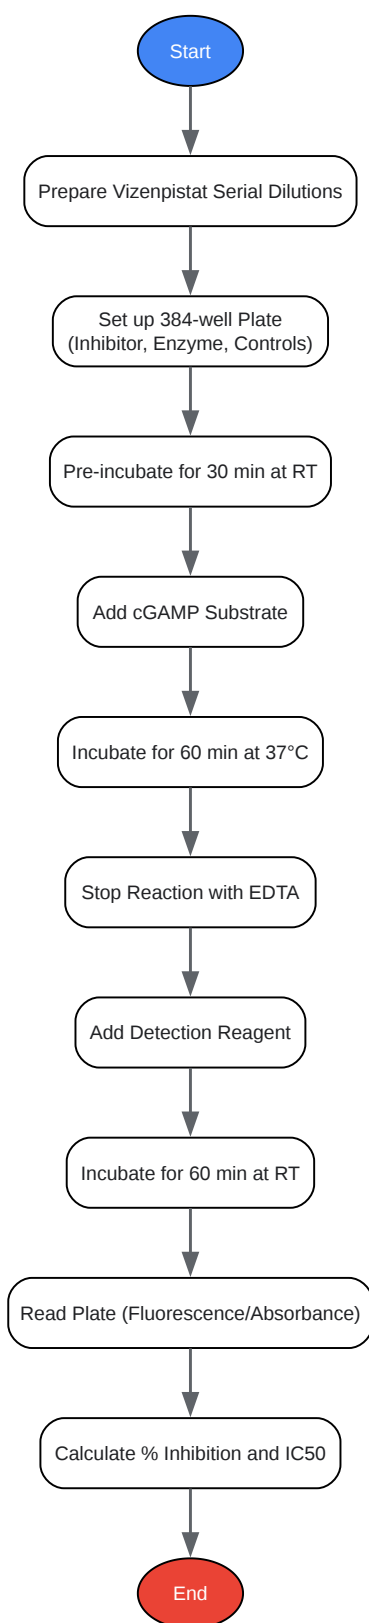 Start
Prepare Vizenpistat Serial Dilutions
Set up 384-well Plate
(Inhibitor, Enzyme, Controls)
Pre-incubate for 30 min at RT
Add cGAMP Substrate
Incubate for 60 min at 37°C
Stop Reaction with EDTA
Add Detection Reagent
Incubate for 60 min at RT
Read Plate (Fluorescence/Absorbance)
Calculate % Inhibition and IC50
End